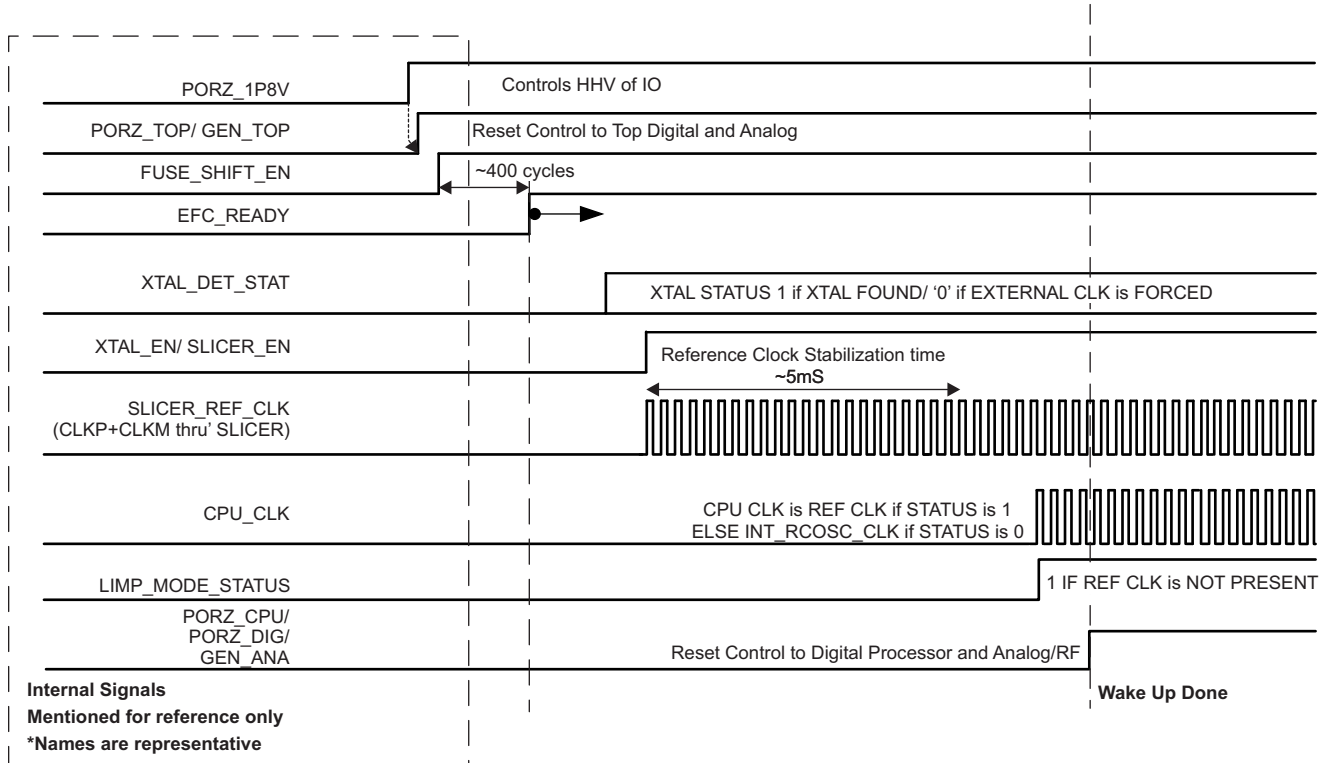 PORZ_1P8V
Controls HHV of IO
PORZ_TOP/ GEN_TOP
Reset Control to Top Digital and Analog
FUSE_SHIFT_EN
~400 cycles
EFC_READY
XTAL_DET_STAT
XTAL STATUS 1 if XTAL FOUND/ ‘0’ if EXTERNAL CLK is FORCED
XTAL_EN/ SLICER_EN
Reference Clock Stabilization time
~5mS
SLICER_REF_CLK
(CLKP+CLKM thru’ SLICER)
CPU_CLK
CPU CLK is REF CLK if STATUS is 1
ELSE INT_RCOSC_CLK if STATUS is 0
LIMP_MODE_STATUS
1 IF REF CLK is NOT PRESENT
PORZ_CPU/
PORZ_DIG/
GEN_ANA
Reset Control to Digital Processor and Analog/RF
Internal Signals
Mentioned for reference only
*Names are representative
Wake Up Done